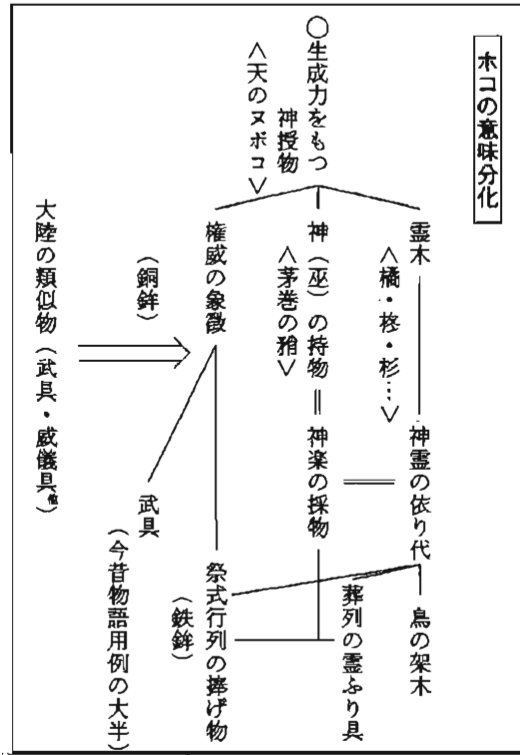 ホコの意味分化
○生成力をもつ
神授物
＜天のヌボコ＞
霊木
＜橘・柊・杉…＞
神（巫）の持物
＜茅巻の矟＞
権威の象徴
（銅鉾）
大陸の類似物（武具・威儀具他）
神霊の依り代
神楽の採物
武具
（今昔物語用例の大半）
鳥の架木
葬列の霊ふり具
祭式行列の捧げ物
（鉄鉾）